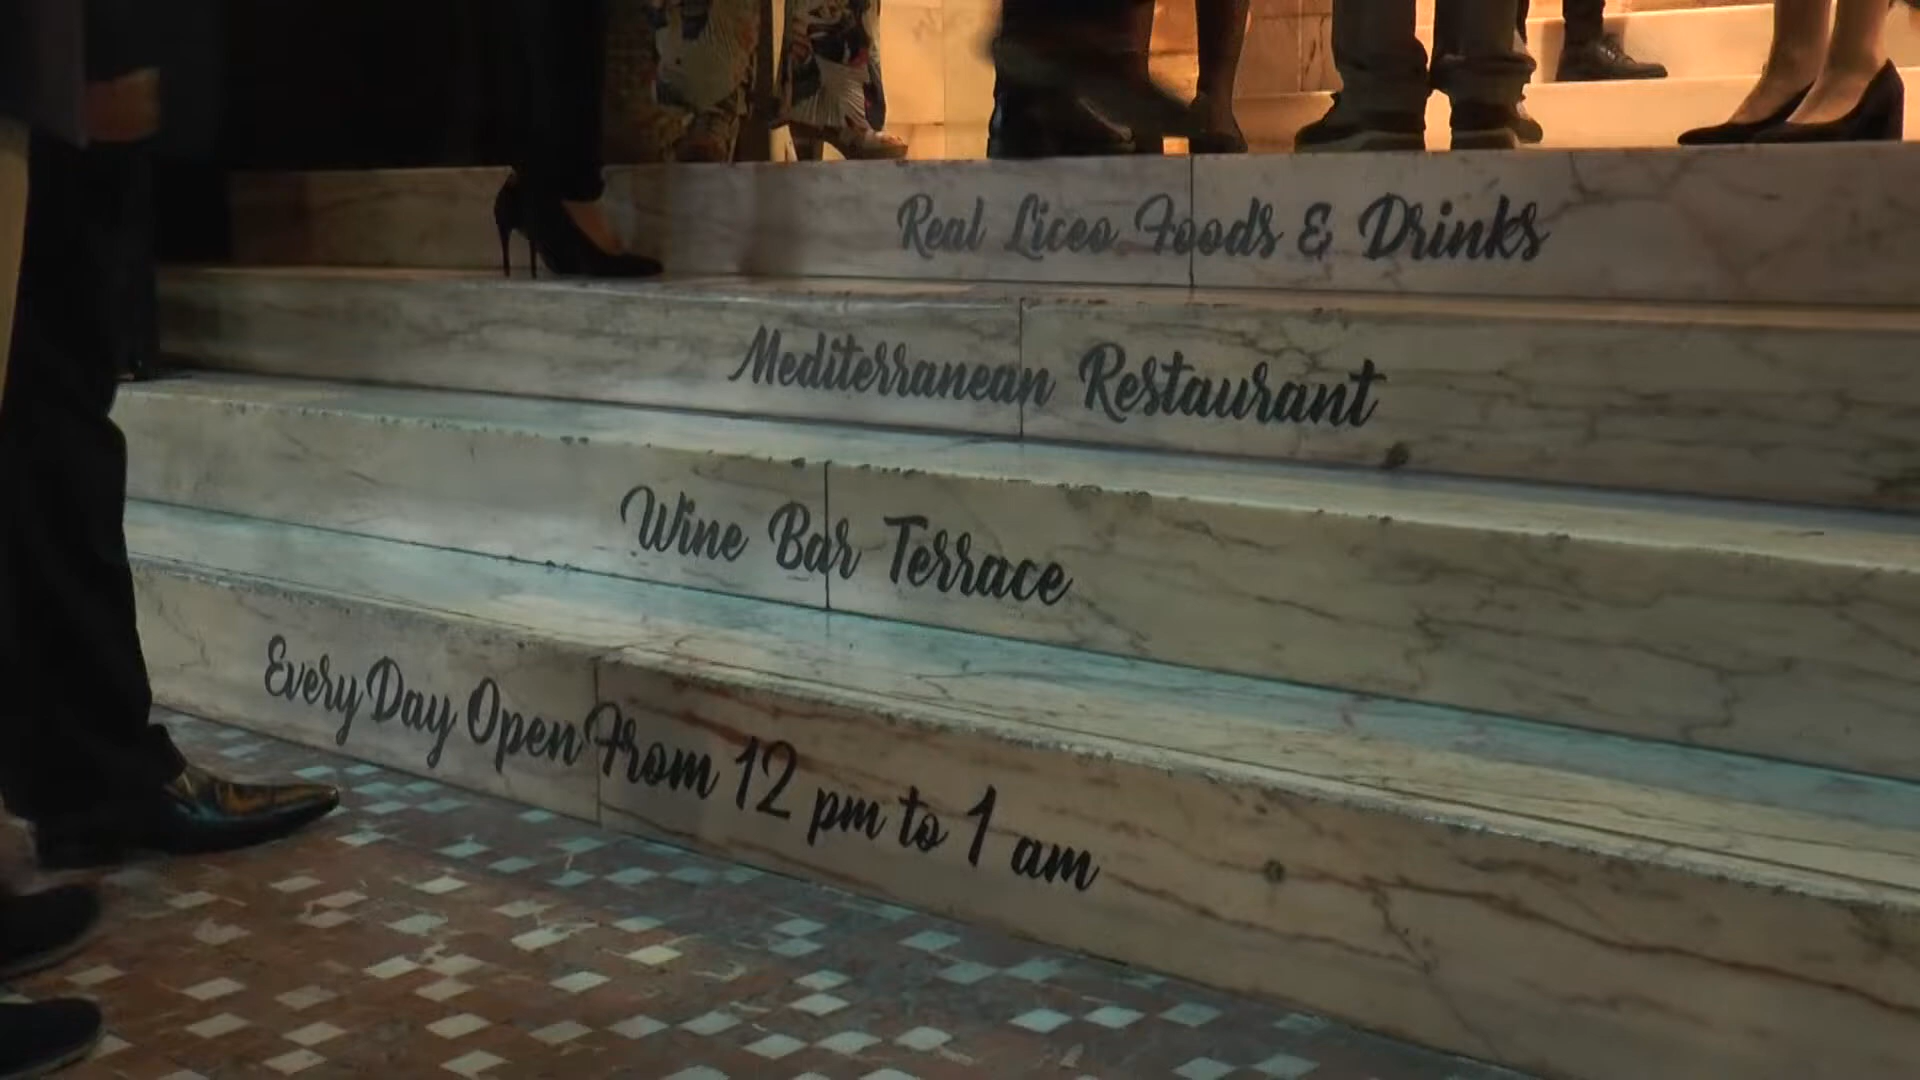 Real Liceo Foods & Drinks
Mediterranean Restaurant
Wine Bar Terrace
Every Day Open From 12 pm to 1 am